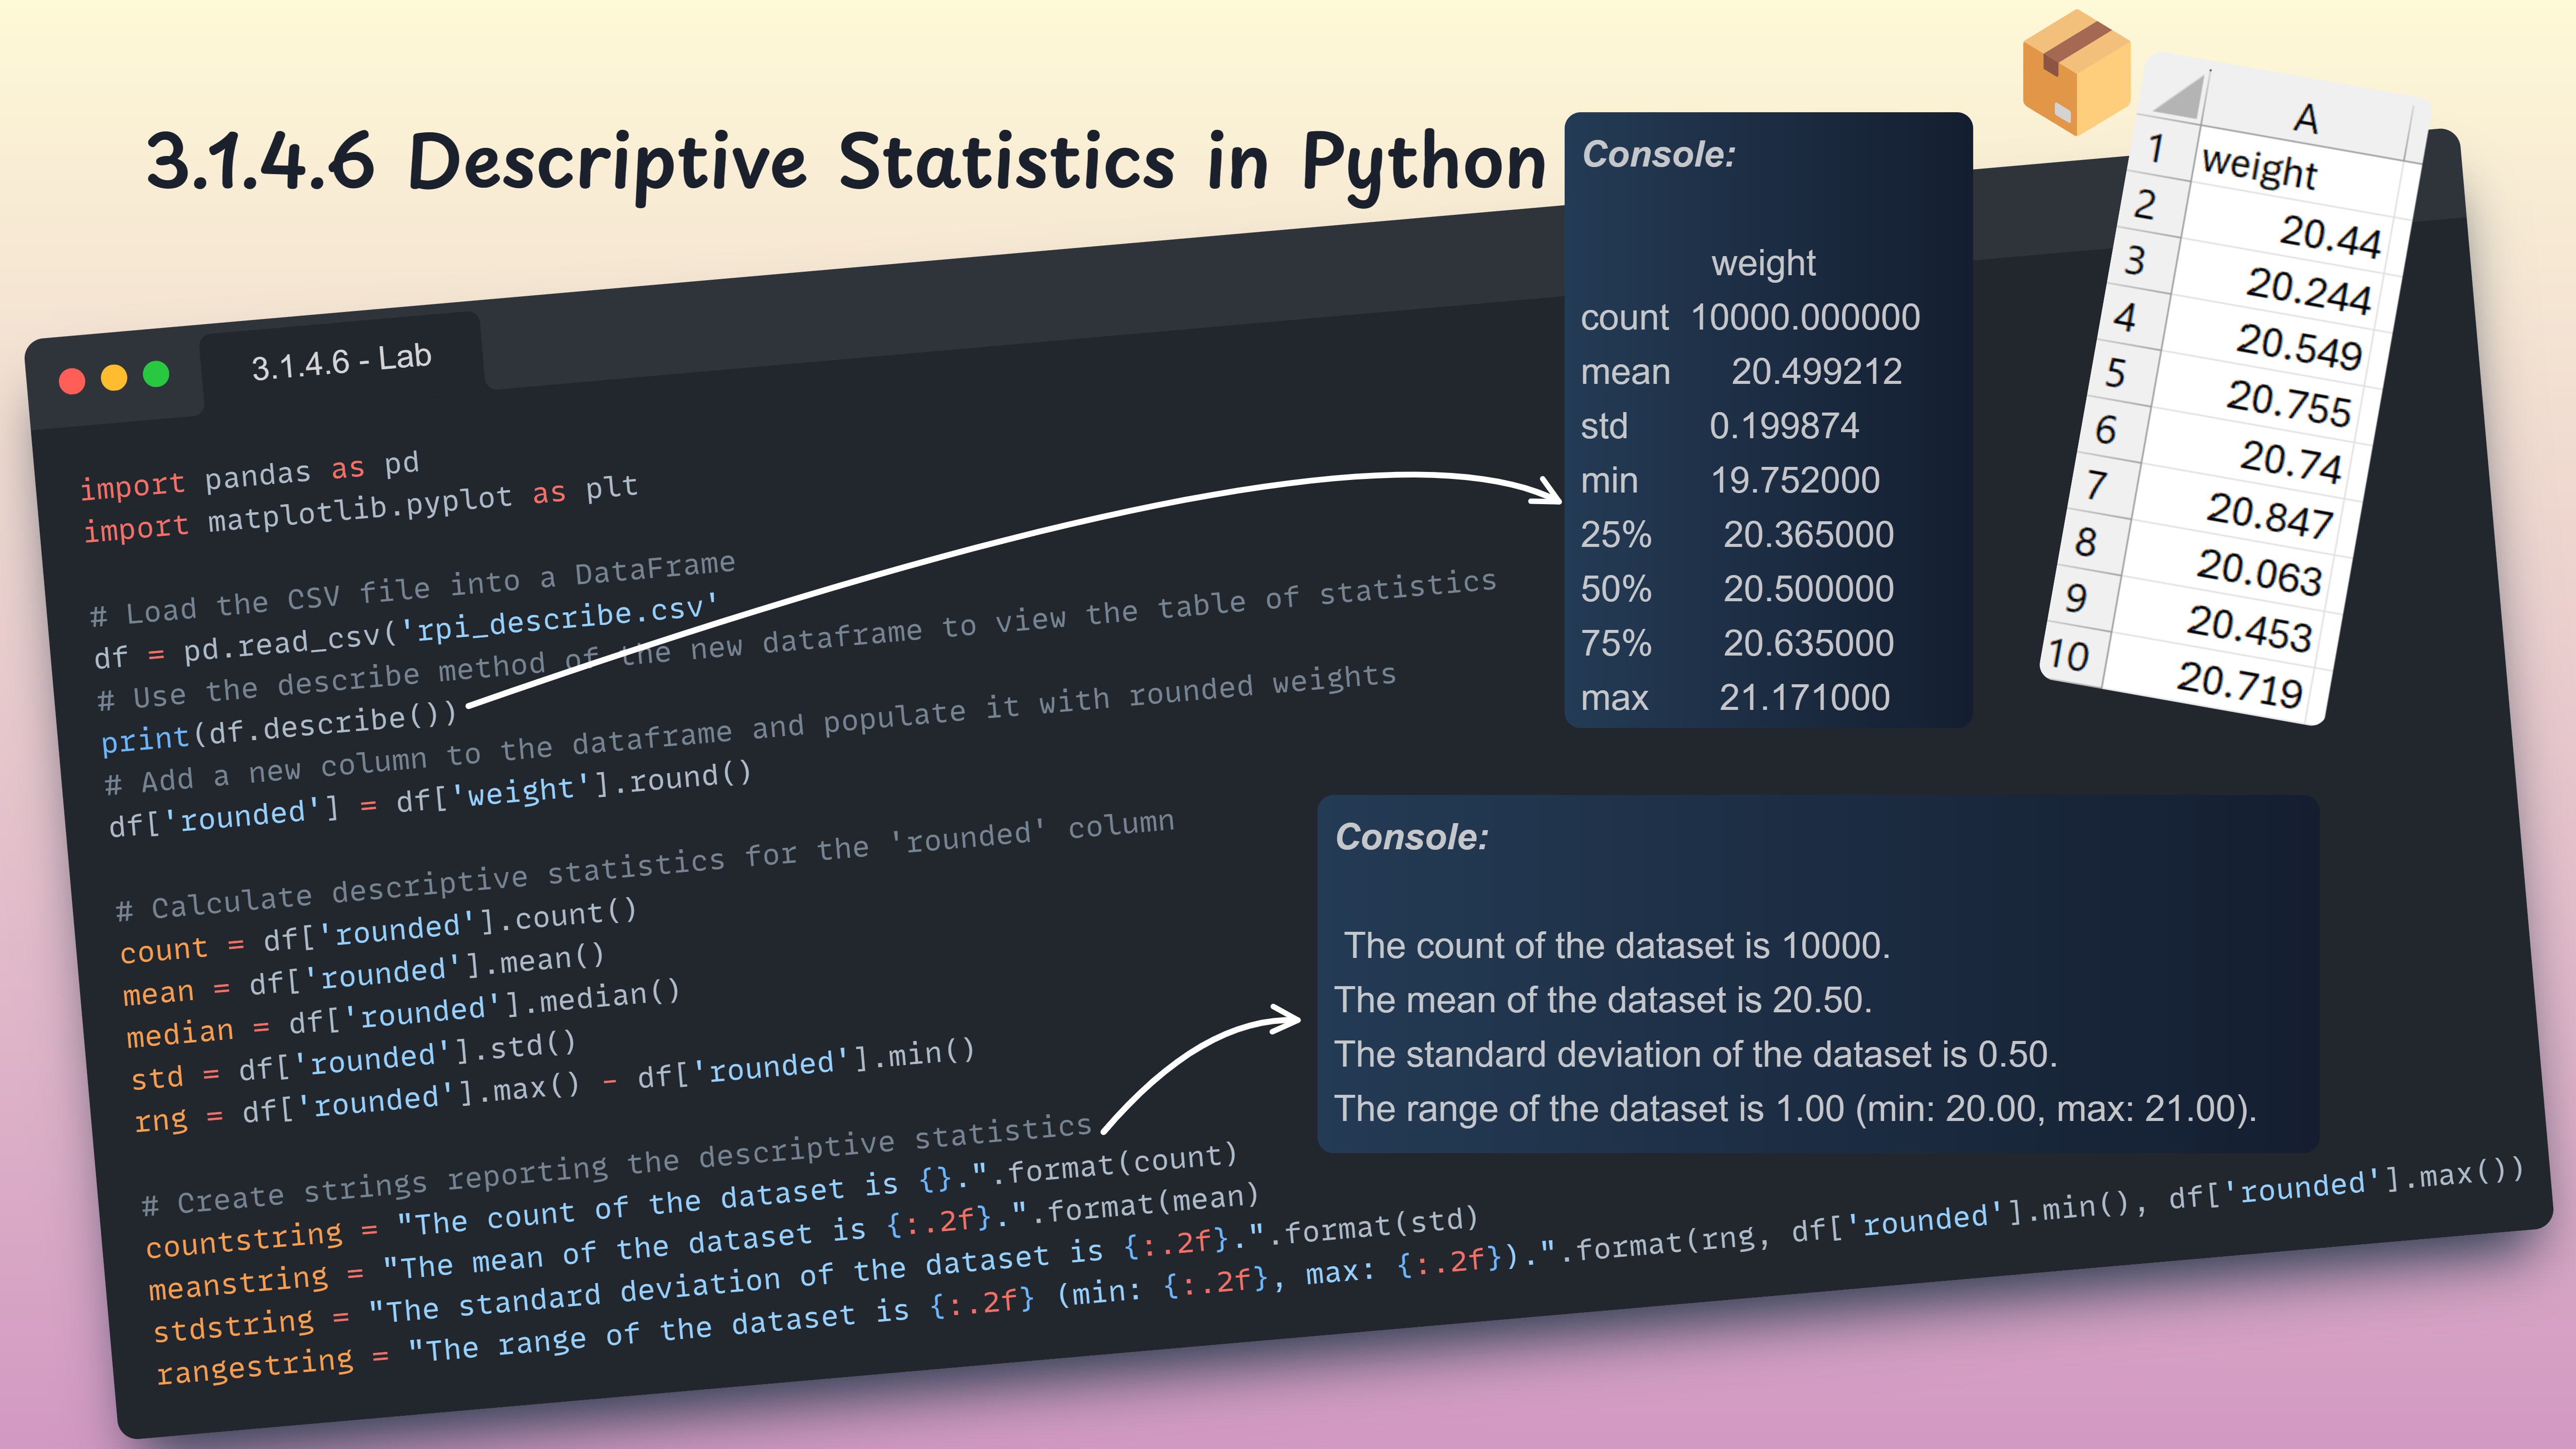 3.1.4.6 Descriptive Statistics in Python
3.1.4.6 - Lab
import pandas as pd
import matplotlib.pyplot as plt
# Load the CSV file into a DataFrame
df = pd.read_csv('rpi_describe.csv'
# Use the describe method of the new dataframe to view the table of statistics
print(df.describe())
# Add a new column to the dataframe and populate it with rounded weights
df['rounded'] = df['weight'].round()
# Calculate descriptive statistics for the 'rounded' column
count = df['rounded'].count()
mean = df['rounded'].mean()
median = df['rounded'].median()
std = df['rounded'].std()
rng = df['rounded'].max() - df['rounded'].min()
# Create strings reporting the descriptive statistics
countstring = "The count of the dataset is {}.".format(count)
meanstring = "The mean of the dataset is {:.2f}.".format(mean)
stdstring = "The standard deviation of the dataset is {:.2f}.".format(std)
rangestring = "The range of the dataset is {:.2f} (min: {:.2f}, max: {:.2f}).".format(rng, df['rounded'].min(), df['rounded'].max())
Console:
weight
count 10000.000000
mean 20.499212
std 0.199874
min 19.752000
25% 20.365000
50% 20.500000
75% 20.635000
max 21.171000
A
1 weight
2 20.44
3 20.244
4 20.549
5 20.755
6 20.74
7 20.847
8 20.063
9 20.453
10 20.719
Console:
The count of the dataset is 10000.
The mean of the dataset is 20.50.
The standard deviation of the dataset is 0.50.
The range of the dataset is 1.00 (min: 20.00, max: 21.00).